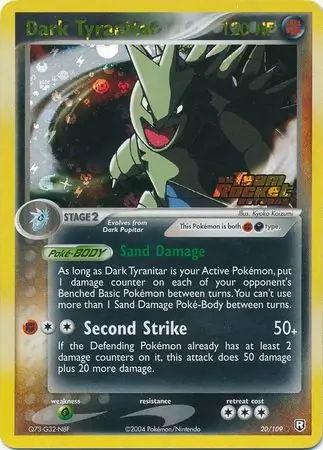 Dark Tyranitar 120 HP
EX
Team
Rocket
Returns
Illus. Kyoko Koizumi
STAGE 2
Evolves from
Dark Pupitar
This Pokémon is both type.
Poké-BODY Sand Damage
As long as Dark Tyranitar is your Active Pokémon, put
1 damage counter on each of your opponent's
Benched Basic Pokémon between turns. You can't use
more than 1 Sand Damage Poké-Body between turns.
Second Strike 50+
If the Defending Pokémon already has at least 2
damage counters on it, this attack does 50 damage
plus 20 more damage.
weakness resistance retreat cost
Q73-G32-N8F ©2004 Pokémon/Nintendo 20/109 R